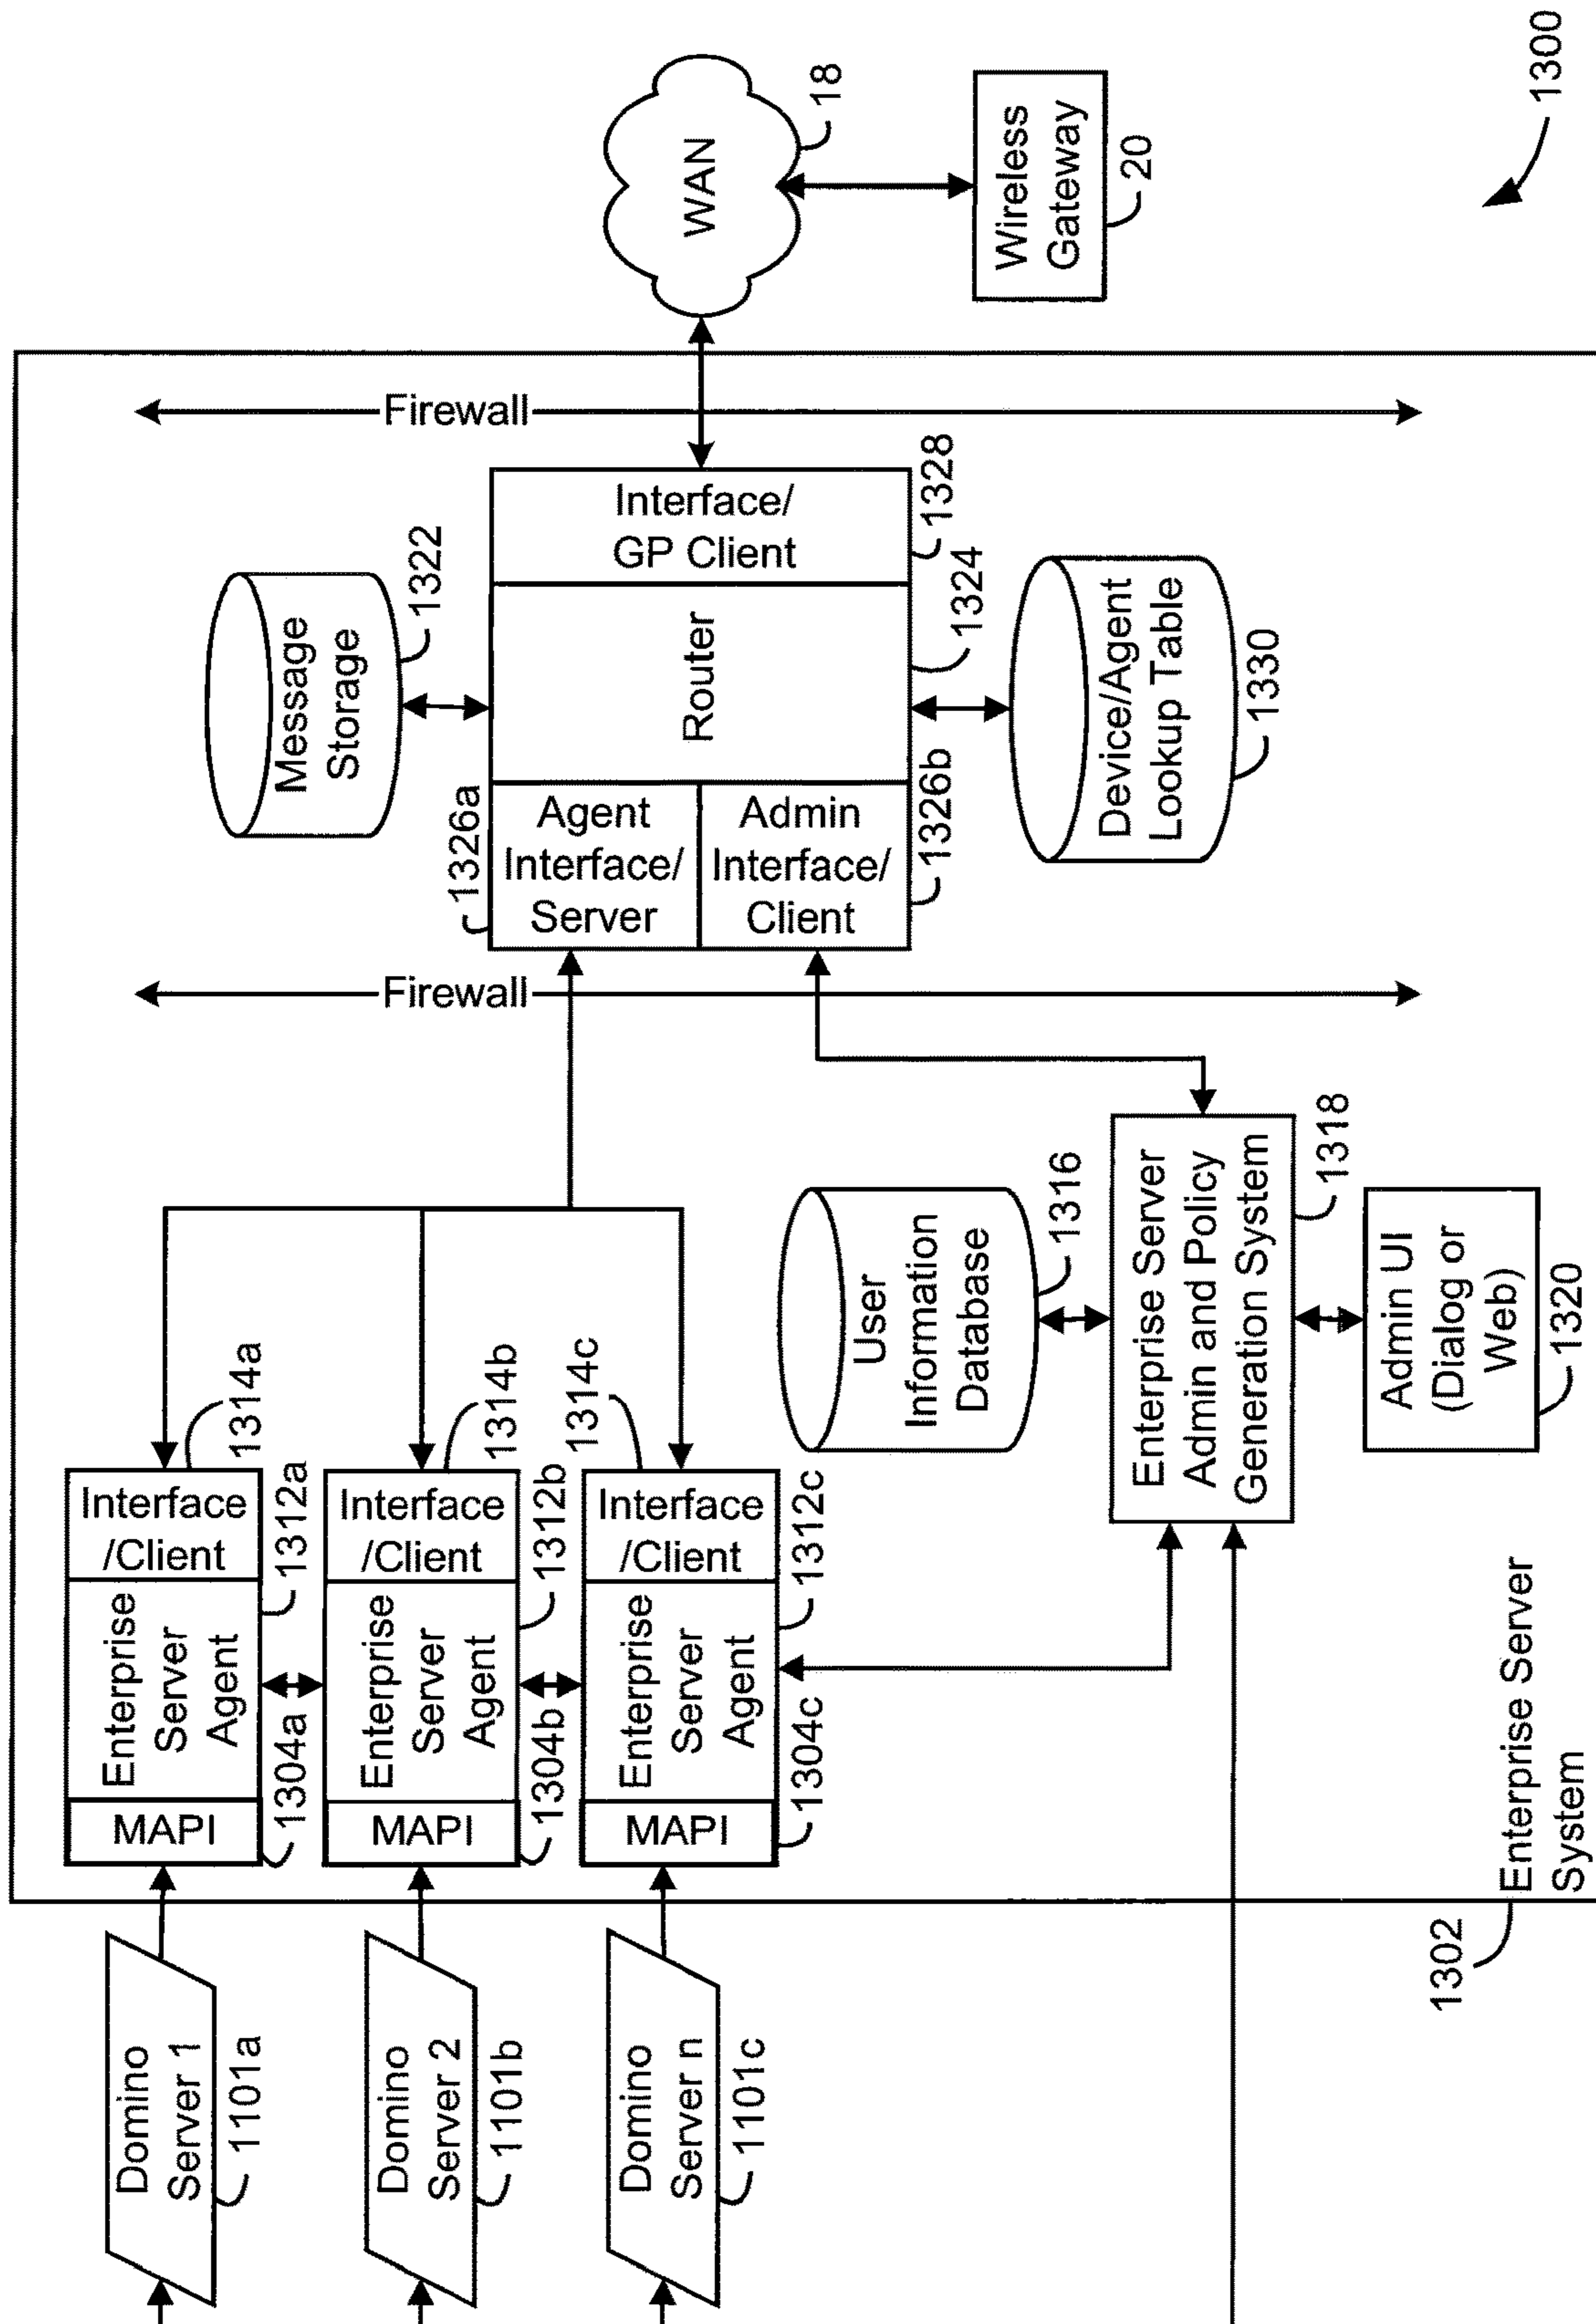 Domino
Server 1
1101a
Domino
Server 2
1101b
Domino
Server n
1101c
MAPI
1304a
Enterprise
Server
Agent
1312a
Interface
/Client
1314a
MAPI
1304b
Enterprise
Server
Agent
1312b
Interface
/Client
1314b
MAPI
1304c
Enterprise
Server
Agent
1312c
Interface
/Client
1314c
User
Information
Database
1316
Enterprise Server
Admin and Policy
Generation System
1318
Admin UI
(Dialog or
Web)
1320
Firewall
Message
Storage
1322
1326a
Agent
Interface/
Server
Admin
Interface/
Client
1326b
Router
1324
Interface/
GP Client
1328
Device/Agent
Lookup Table
1330
Firewall
WAN
18
Wireless
Gateway
20
1302
Enterprise Server
System
1300